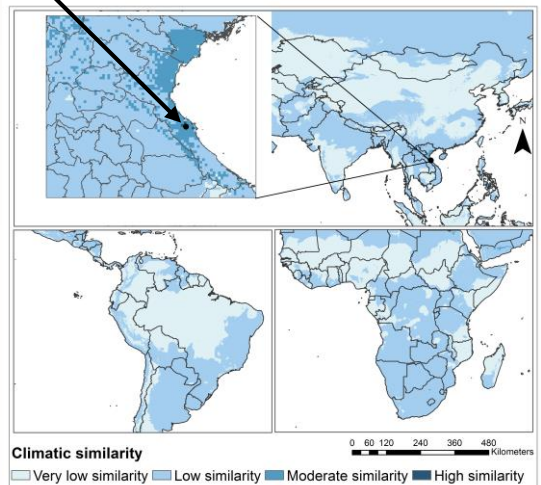 N
Climatic similarity
0 60 120 240 360 480
Kilometers
Very low similarity Low similarity Moderate similarity High similarity